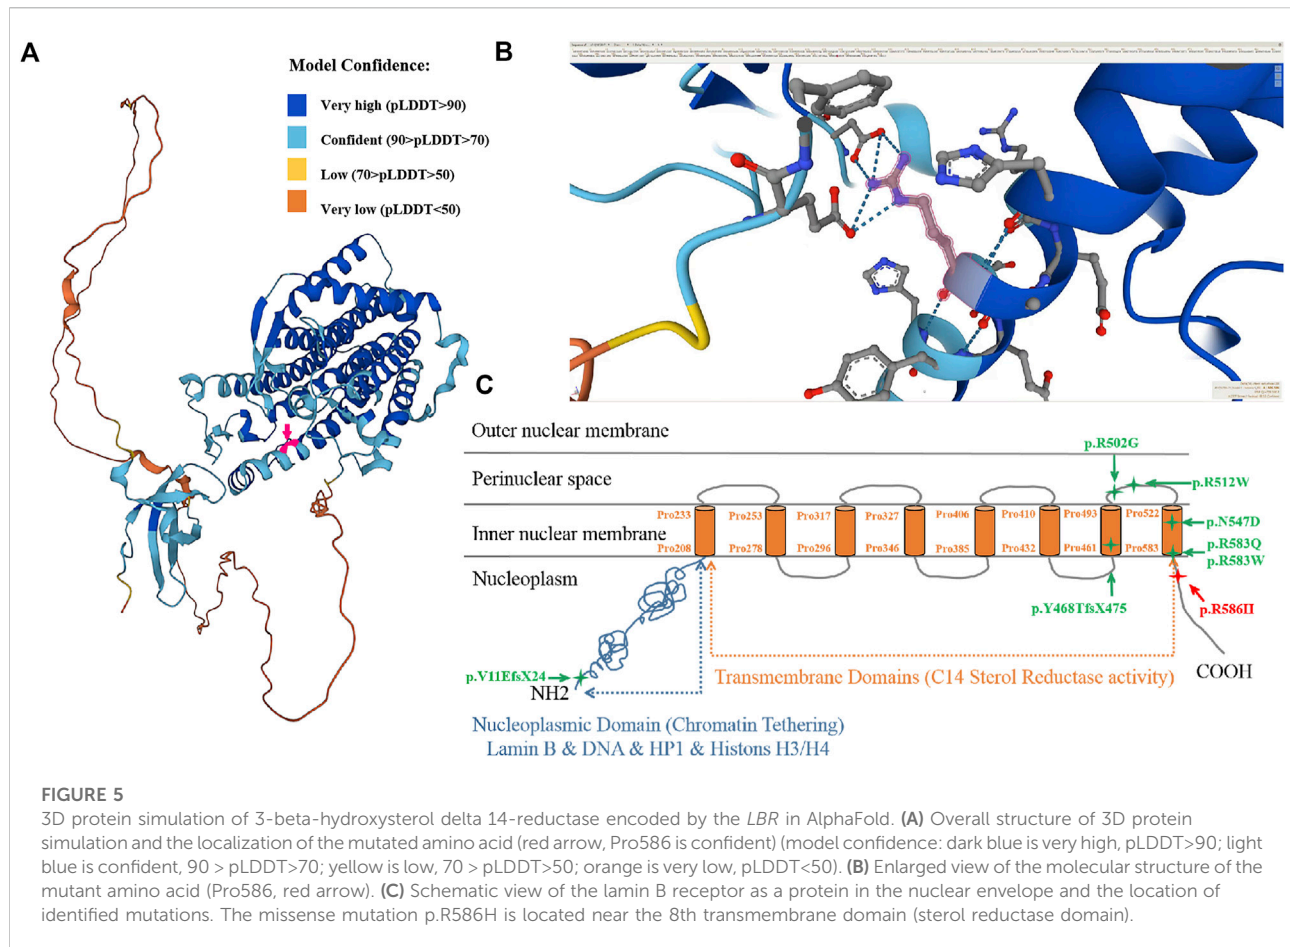 A
Model Confidence:
Very high (pLDDT>90)
Confident (90>pLDDT>70)
Low (70>pLDDT>50)
Very low (pLDDT<50)
B
C
Outer nuclear membrane
p.R502G
Perinuclear space
p.R512W
Pro233 Pro253 Pro317 Pro327 Pro406 Pro410 Pro493 Pro522
Inner nuclear membrane
p.N547D
Pro208 Pro278 Pro296 Pro346 Pro385 Pro432 Pro461 Pro583
p.R583Q
p.R583W
Nucleoplasm
p.Y468TfsX475
p.R586H
COOH
p.V11EfsX24
NH2
Transmembrane Domains (C14 Sterol Reductase activity)
Nucleoplasmic Domain (Chromatin Tethering)
Lamin B & DNA & HP1 & Histons H3/H4
FIGURE 5
3D protein simulation of 3-beta-hydroxysterol delta 14-reductase encoded by the LBR in AlphaFold. (A) Overall structure of 3D protein
simulation and the localization of the mutated amino acid (red arrow, Pro586 is confident) (model confidence: dark blue is very high, pLDDT>90; light
blue is confident, 90 > pLDDT>70; yellow is low, 70 > pLDDT>50; orange is very low, pLDDT<50). (B) Enlarged view of the molecular structure of the
mutant amino acid (Pro586, red arrow). (C) Schematic view of the lamin B receptor as a protein in the nuclear envelope and the location of
identified mutations. The missense mutation p.R586H is located near the 8th transmembrane domain (sterol reductase domain).